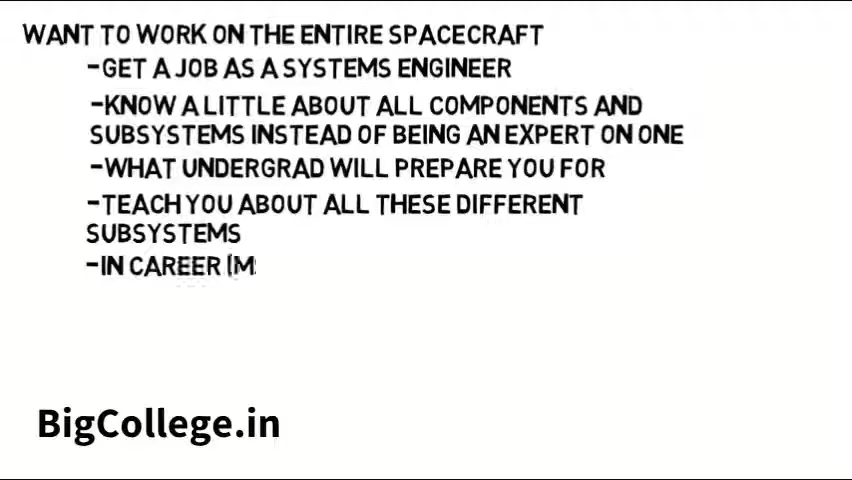 WANT TO WORK ON THE ENTIRE SPACECRAFT
-GET A JOB AS A SYSTEMS ENGINEER
-KNOW A LITTLE ABOUT ALL COMPONENTS AND
SUBSYSTEMS INSTEAD OF BEING AN EXPERT ON ONE
-WHAT UNDERGRAD WILL PREPARE YOU FOR
-TEACH YOU ABOUT ALL THESE DIFFERENT
SUBSYSTEMS
-IN CAREER (M
BigCollege.in